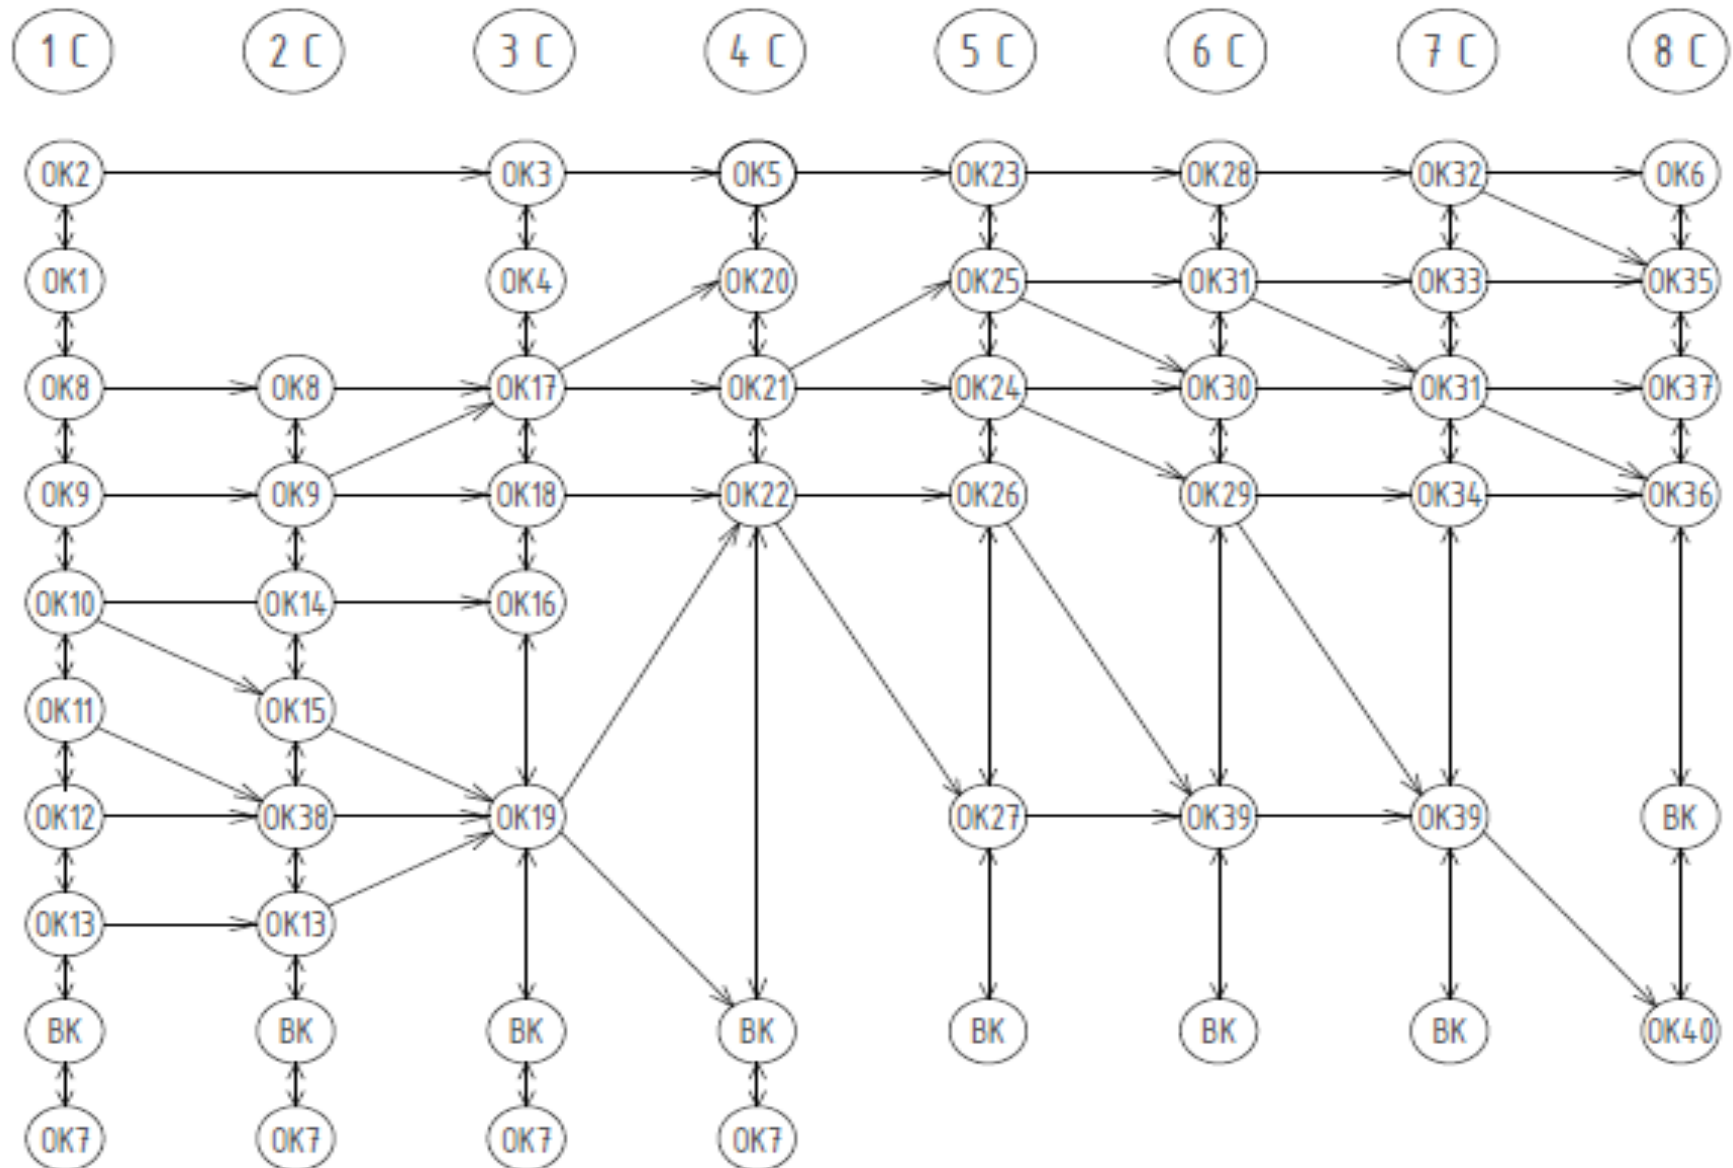 1 С 2 С 3 С 4 С 5 С 6 С 7 С 8 С
ОК2 ОК3 ОК5 ОК23 ОК28 ОК32 ОК6
ОК1 ОК4 ОК20 ОК25 ОК31 ОК33 ОК35
ОК8 ОК8 ОК17 ОК21 ОК24 ОК30 ОК31 ОК37
ОК9 ОК9 ОК18 ОК22 ОК26 ОК29 ОК34 ОК36
ОК10 ОК14 ОК16
ОК11 ОК15
ОК12 ОК38 ОК19 ОК27 ОК39 ОК39 ВК
ОК13 ОК13
ВК ВК ВК ВК ВК ВК ВК ОК40
ОК7 ОК7 ОК7 ОК7